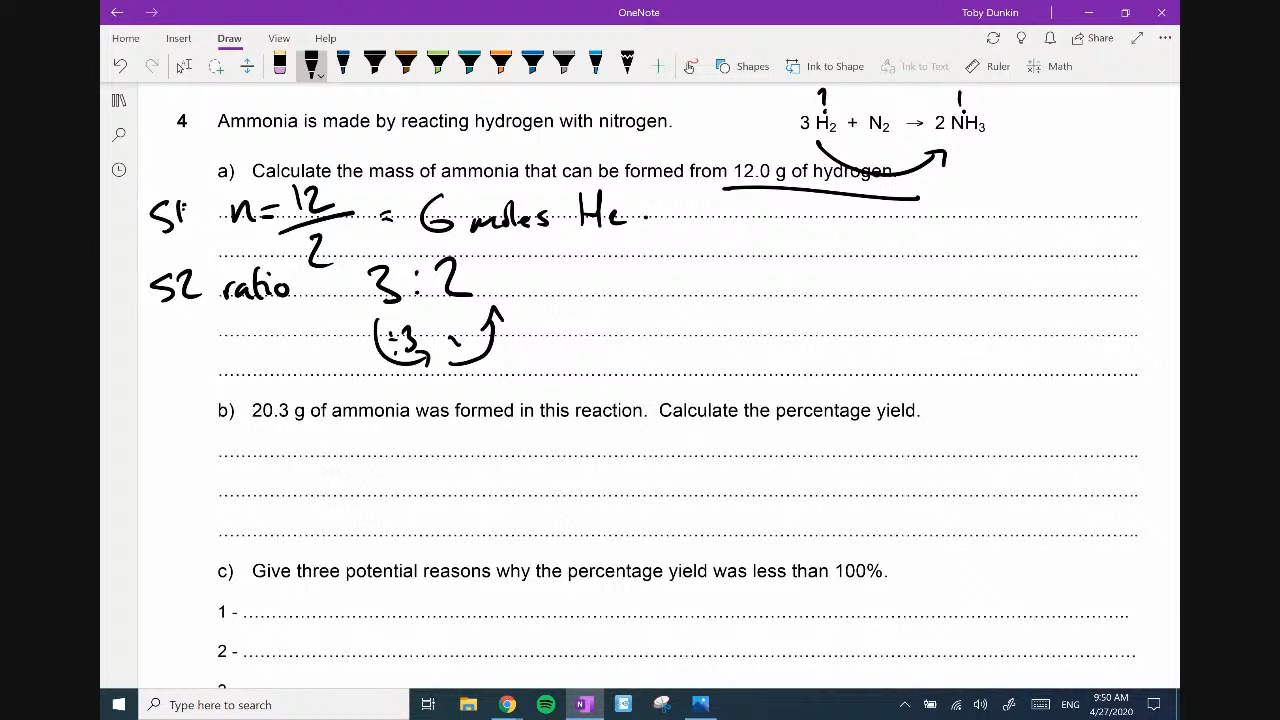 OneNote
Toby Dunkin
Home Insert Draw View Help
Share
Shapes Ink to Shape Ink to Text Ruler Math
4 Ammonia is made by reacting hydrogen with nitrogen. 3 H₂ + N₂ → 2 NH₃
a) Calculate the mass of ammonia that can be formed from 12.0 g of hydrogen.
S1 n = 12/2 = 6 moles He.
S2 ratio 3 : 2
÷3
b) 20.3 g of ammonia was formed in this reaction. Calculate the percentage yield.
c) Give three potential reasons why the percentage yield was less than 100%.
1 -
2 -
Type here to search
ENG
9:50 AM
4/27/2020